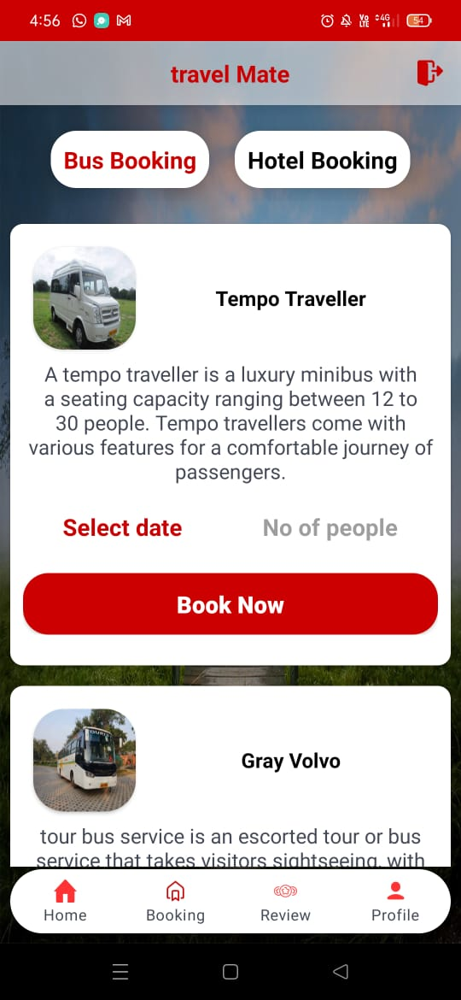 4:56
Vo LTE 4G 54
travel Mate
Bus Booking Hotel Booking
Tempo Traveller
A tempo traveller is a luxury minibus with
a seating capacity ranging between 12 to
30 people. Tempo travellers come with
various features for a comfortable journey of
passengers.
Select date No of people
Book Now
Gray Volvo
tour bus service is an escorted tour or bus
service that takes visitors sightseeing, with
Home Booking Review Profile